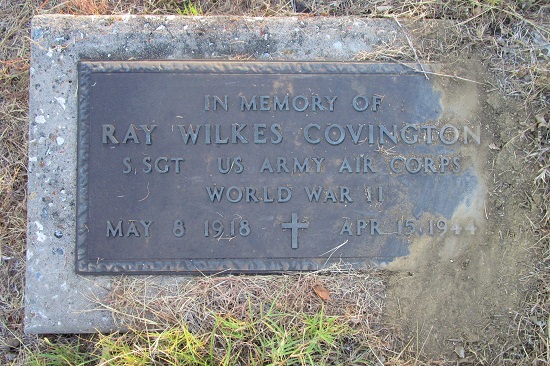 IN MEMORY OF
RAY WILKES COVINGTON
S. SGT US ARMY AIR CORPS
WORLD WAR II
MAY 8 1918 APR 15 1944